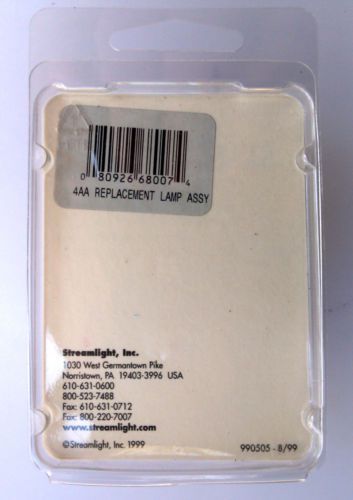 0 80926 68007 4
4AA REPLACEMENT LAMP ASSY
Streamlight, Inc.
1030 West Germantown Pike
Norristown, PA 19403-3996 USA
610-631-0600
800-523-7488
Fax: 610-631-0712
Fax: 800-220-7007
www.streamlight.com
©Streamlight, Inc. 1999
990505 - 8/99